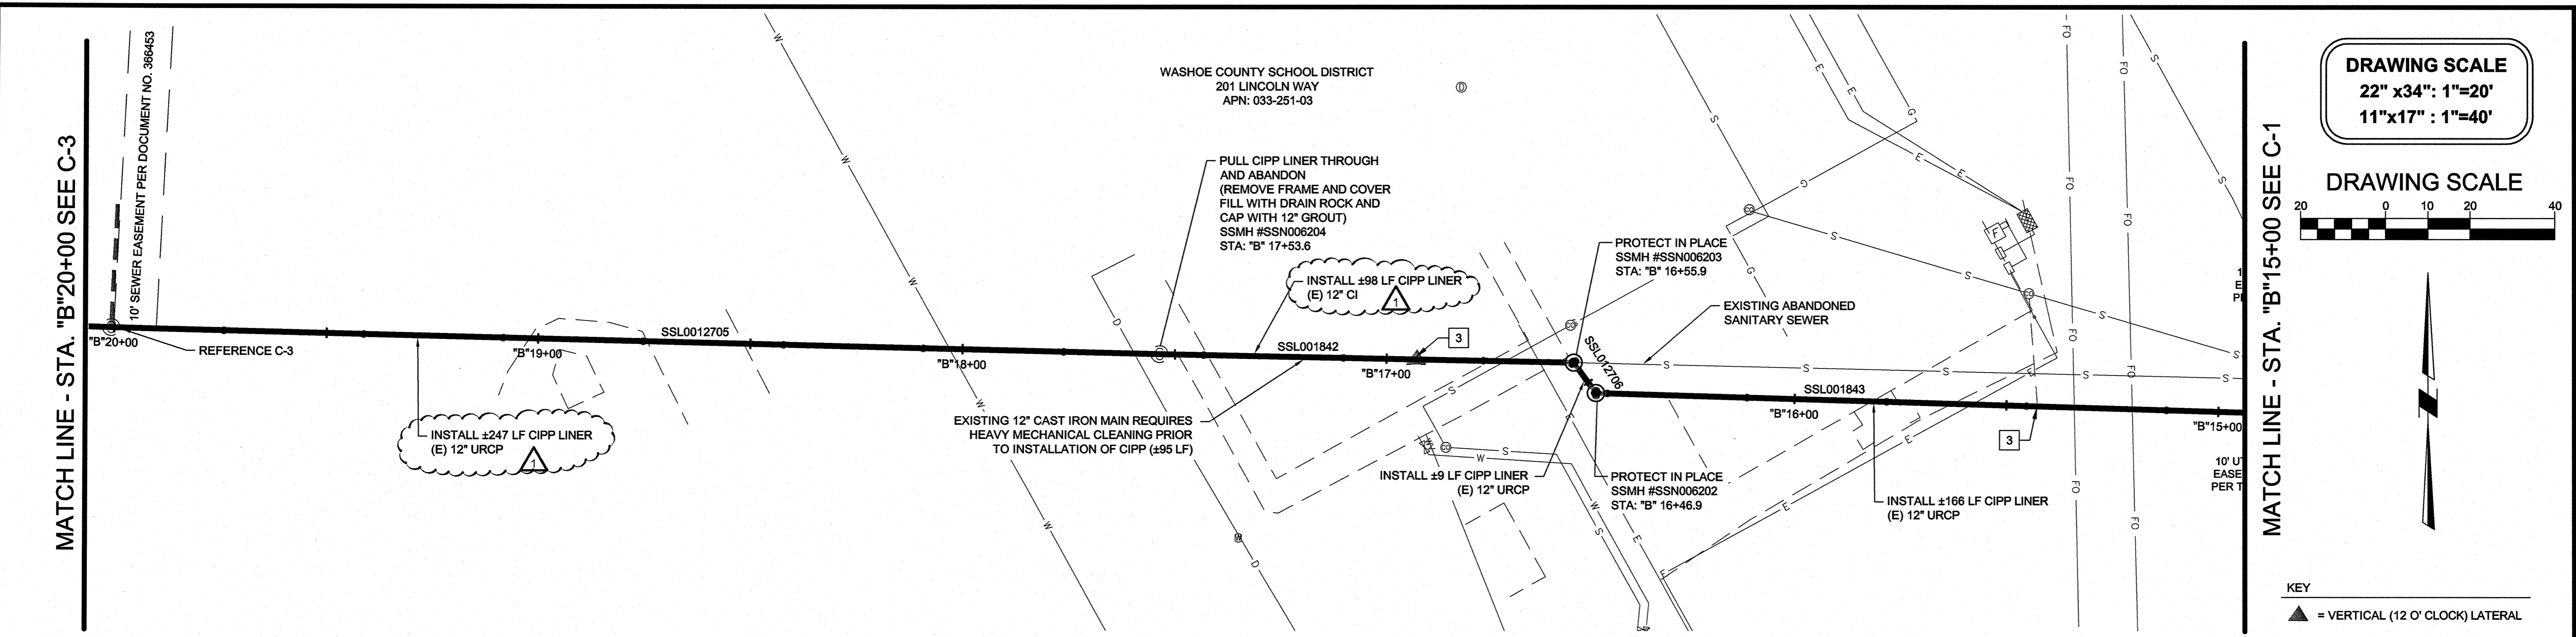 MATCH LINE - STA. "B"20+00 SEE C-3
10' SEWER EASEMENT PER DOCUMENT NO. 366453
"B"20+00
REFERENCE C-3
INSTALL ±247 LF CIPP LINER
(E) 12" URCP
1
"B"19+00
SSL0012705
"B"18+00
WASHOE COUNTY SCHOOL DISTRICT
201 LINCOLN WAY
APN: 033-251-03
D
PULL CIPP LINER THROUGH
AND ABANDON
(REMOVE FRAME AND COVER
FILL WITH DRAIN ROCK AND
CAP WITH 12" GROUT)
SSMH #SSN006204
STA: "B" 17+53.6
INSTALL ±98 LF CIPP LINER
(E) 12" CI
1
SSL001842
3
"B"17+00
EXISTING 12" CAST IRON MAIN REQUIRES
HEAVY MECHANICAL CLEANING PRIOR
TO INSTALLATION OF CIPP (±95 LF)
PROTECT IN PLACE
SSMH #SSN006203
STA: "B" 16+55.9
EXISTING ABANDONED
SANITARY SEWER
SSL012706
INSTALL ±9 LF CIPP LINER
(E) 12" URCP
PROTECT IN PLACE
SSMH #SSN006202
STA: "B" 16+46.9
SSL001843
"B"16+00
INSTALL ±166 LF CIPP LINER
(E) 12" URCP
3
"B"15+00
10' U
EASE
PER T
MATCH LINE - STA. "B"15+00 SEE C-1
DRAWING SCALE
22" x34": 1"=20'
11"x17" : 1"=40'
DRAWING SCALE
20 0 10 20 40
KEY
= VERTICAL (12 O' CLOCK) LATERAL